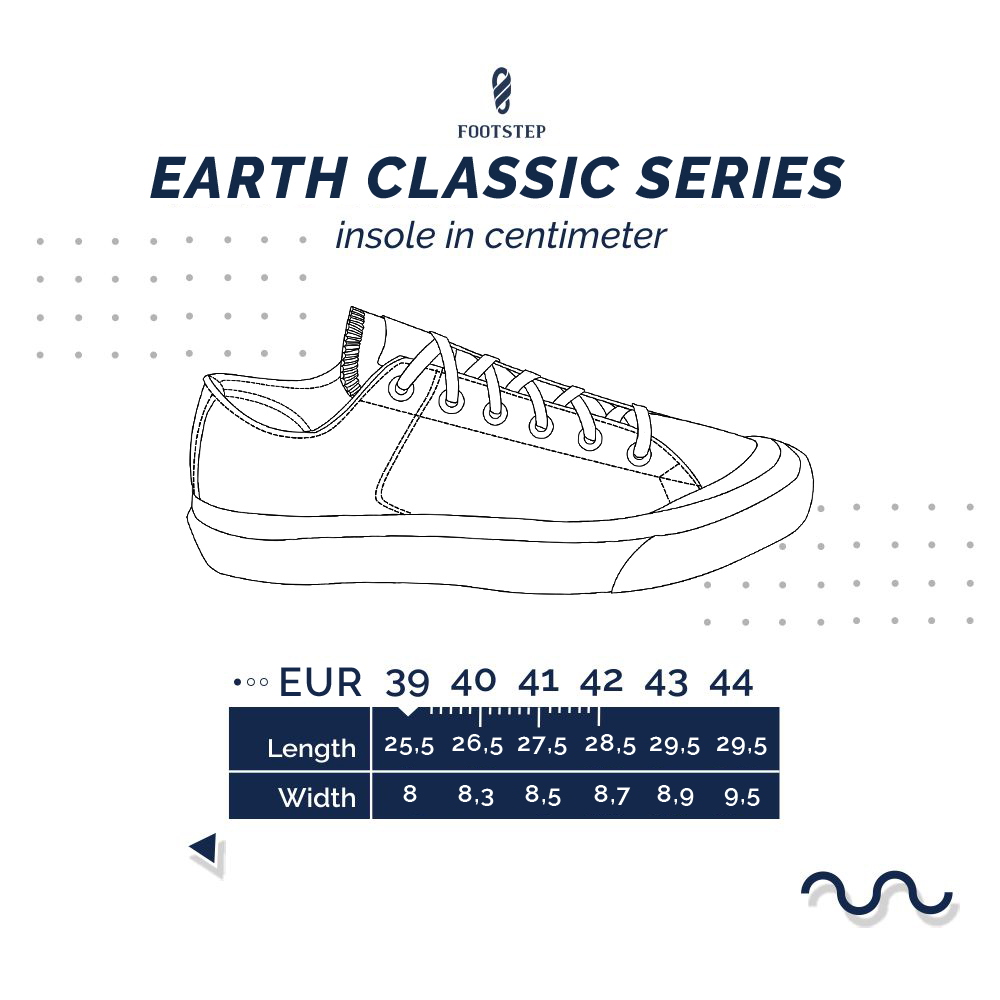 FOOTSTEP
EARTH CLASSIC SERIES
insole in centimeter
EUR 39 40 41 42 43 44
Length 25,5 26,5 27,5 28,5 29,5 29,5
Width 8 8,3 8,5 8,7 8,9 9,5